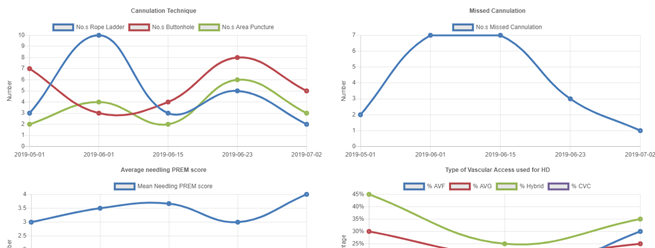 Cannulation Technique
No.s Rope Ladder No.s Buttonhole No.s Area Puncture
10
9
8
7
6
5
4
3
2
1
0
Number
2019-05-01 2019-06-01 2019-06-15 2019-06-23 2019-07-02
Missed Cannulation
No.s Missed Cannulation
7
6
5
4
3
2
1
0
Number
2019-05-01 2019-06-01 2019-06-15 2019-06-23 2019-07-02
Average needling PREM score
Mean Needling PREM score
4
3.5
3
2.5
Number
Type of Vascular Access used for HD
% AVF % AVG % Hybrid % CVC
45%
40%
35%
30%
25%